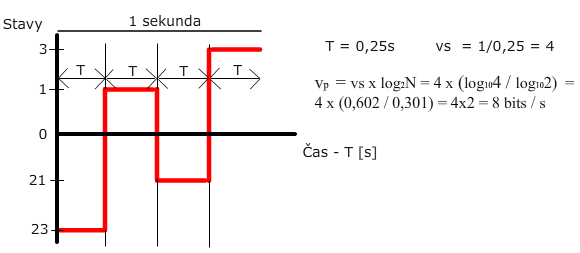 Stavy
1 sekunda
3
T T T T
1
0
21
23
Čas - T [s]
T = 0,25s vs = 1/0,25 = 4
vₚ = vs x log₂N = 4 x (log₁₀4 / log₁₀2) =
4 x (0,602 / 0,301) = 4x2 = 8 bits / s